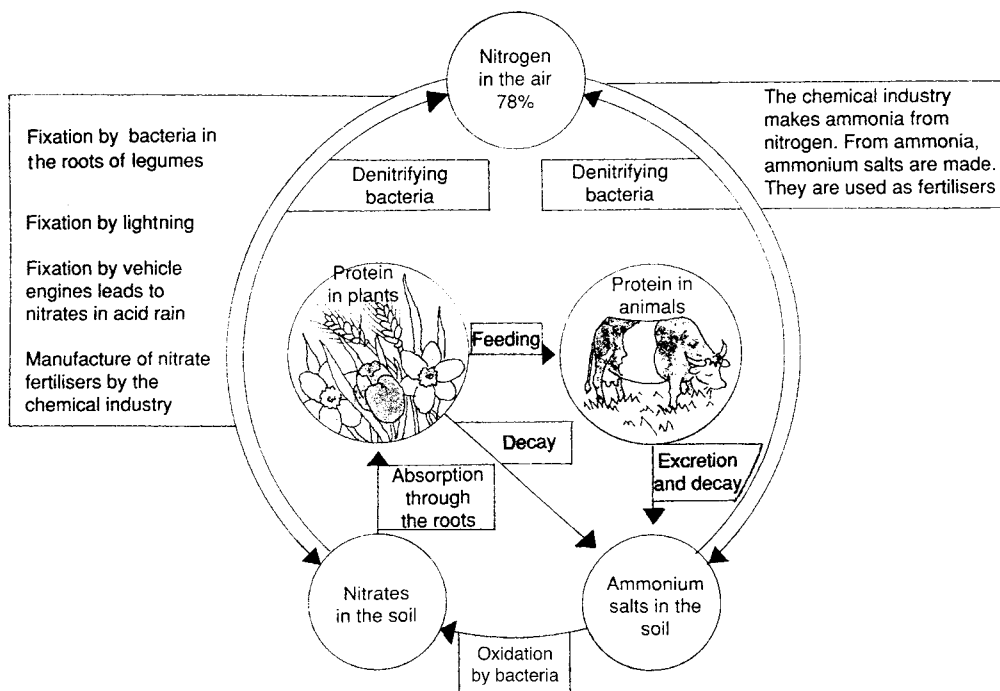 Nitrogen
in the air
78%
Fixation by bacteria in
the roots of legumes
Fixation by lightning
Fixation by vehicle
engines leads to
nitrates in acid rain
Manufacture of nitrate
fertilisers by the
chemical industry
The chemical industry
makes ammonia from
nitrogen. From ammonia,
ammonium salts are made.
They are used as fertilisers
Denitrifying
bacteria
Denitrifying
bacteria
Protein
in plants
Feeding
Protein in
animals
Decay
Excretion
and decay
Absorption
through
the roots
Nitrates
in the soil
Ammonium
salts in the
soil
Oxidation
by bacteria